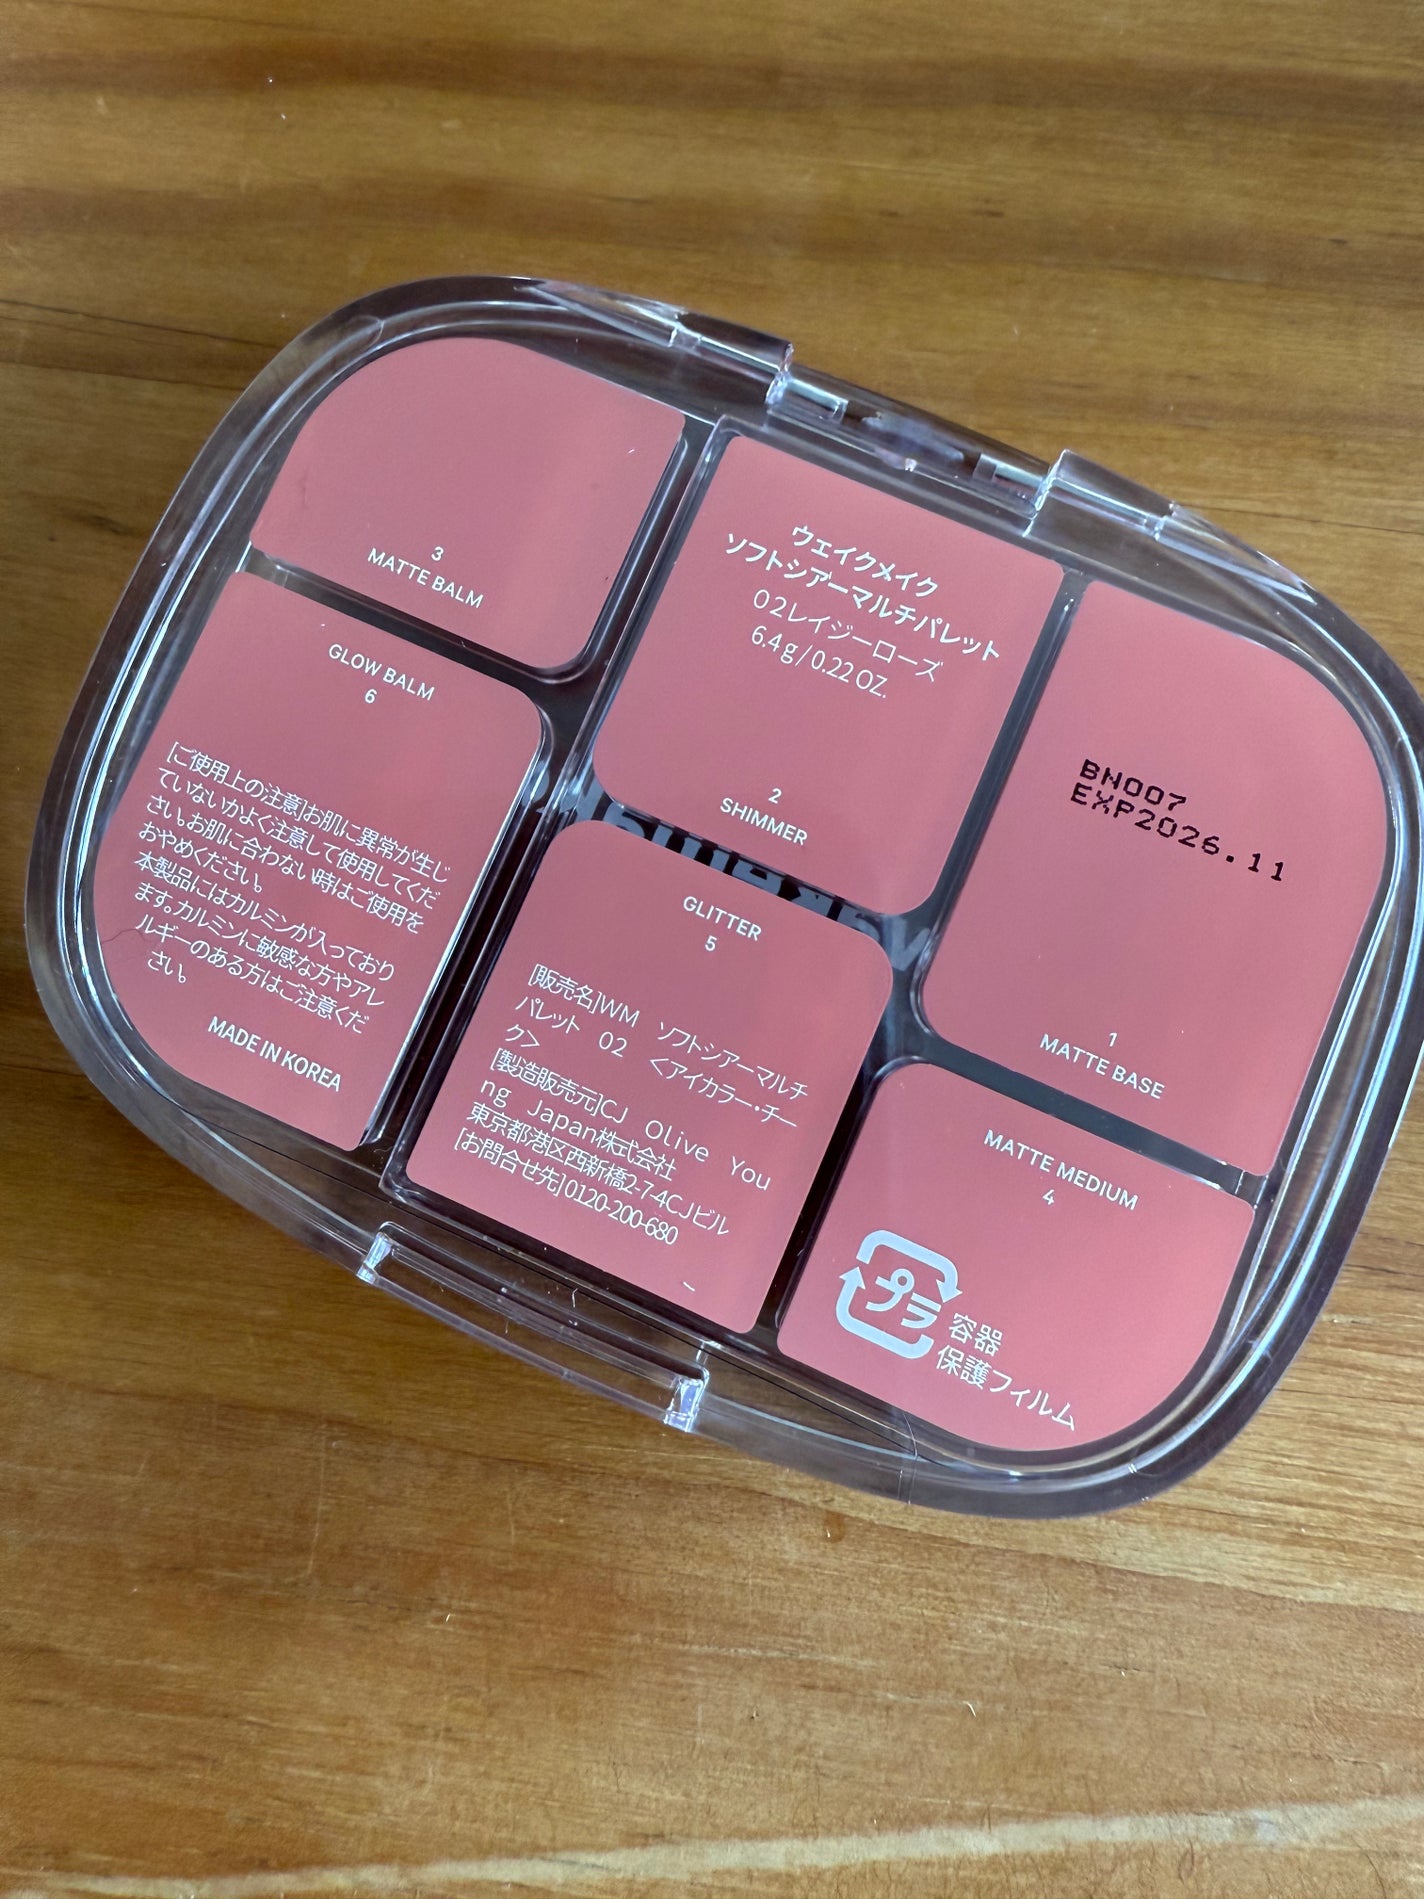 3
MATTE BALM
ウェイクメイク
ソフトシアーマルチパレット
02レイジーローズ
6.4g/0.22 OZ.
2
SHIMMER
BN007
EXP2026.11
1
MATTE BASE
GLOW BALM
6
[ご使用上の注意]お肌に異常が生じ
ていないかよく注意して使用してくだ
さい。お肌に合わない時はご使用を
おやめください。
本製品にはカルミンが入っており
ます。カルミンに敏感な方やアレ
ルギーのある方はご注意くだ
さい。
MADE IN KOREA
GLITTER
5
[販売名]WM ソフトシアーマルチ
パレット 02 <アイカラー・チー
ク>
[製造販売元]CJ Olive You
ng Japan株式会社
東京都港区西新橋2-7-4CJビル
[お問合せ先]0120-200-680
MATTE MEDIUM
4
プラ
容器
保護フィルム